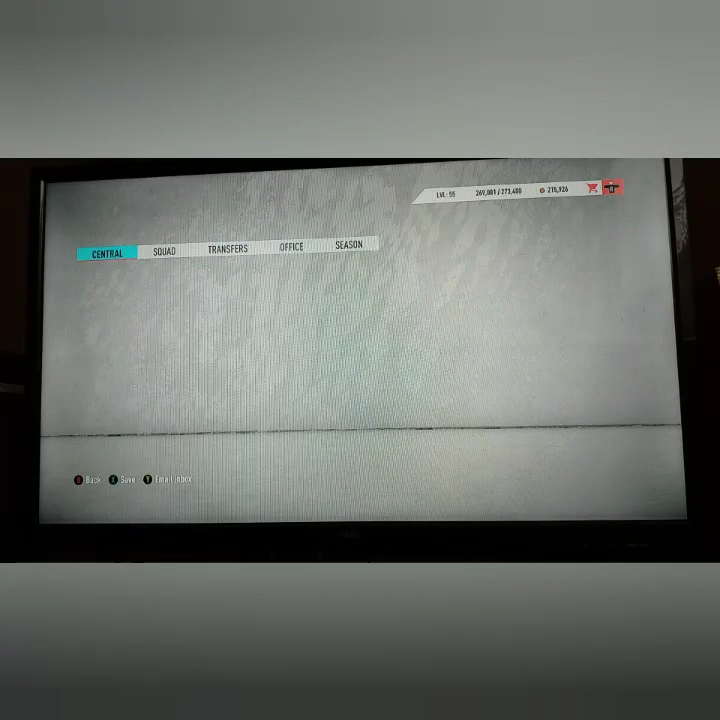 LVL: 55 269,081 / 273,400 215,926
CENTRAL SQUAD TRANSFERS OFFICE SEASON
B Back X Save Y Email inbox